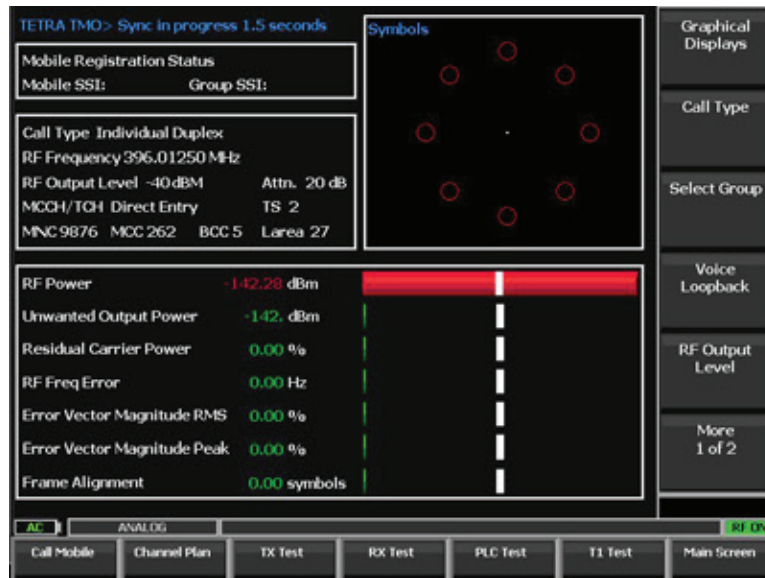 TETRA TMO> Sync in progress 1.5 seconds
Mobile Registration Status
Mobile SSI: Group SSI:
Call Type Individual Duplex
RF Frequency 396.01250 MHz
RF Output Level -40 dBM Attn. 20 dB
MCCH/TCH Direct Entry TS 2
MNC 9876 MCC 262 BCC 5 Larea 27
Symbols
RF Power -142.28 dBm
Unwanted Output Power -142. dBm
Residual Carrier Power 0.00 %
RF Freq Error 0.00 Hz
Error Vector Magnitude RMS 0.00 %
Error Vector Magnitude Peak 0.00 %
Frame Alignment 0.00 symbols
Graphical
Displays
Call Type
Select Group
Voice
Loopback
RF Output
Level
More
1 of 2
AC ANALOG RF ON
Call Mobile Channel Plan TX Test RX Test PLC Test T1 Test Main Screen